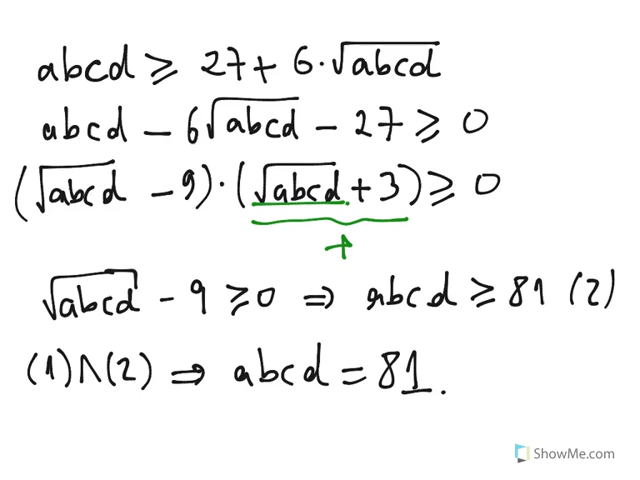 abcd ≥ 27 + 6·√abcd
abcd − 6√abcd − 27 ≥ 0
(√abcd − 9)·(√abcd + 3) ≥ 0
+
√abcd − 9 ≥ 0 ⇒ abcd ≥ 81 (2)
(1)∧(2) ⇒ abcd = 81.
ShowMe.com